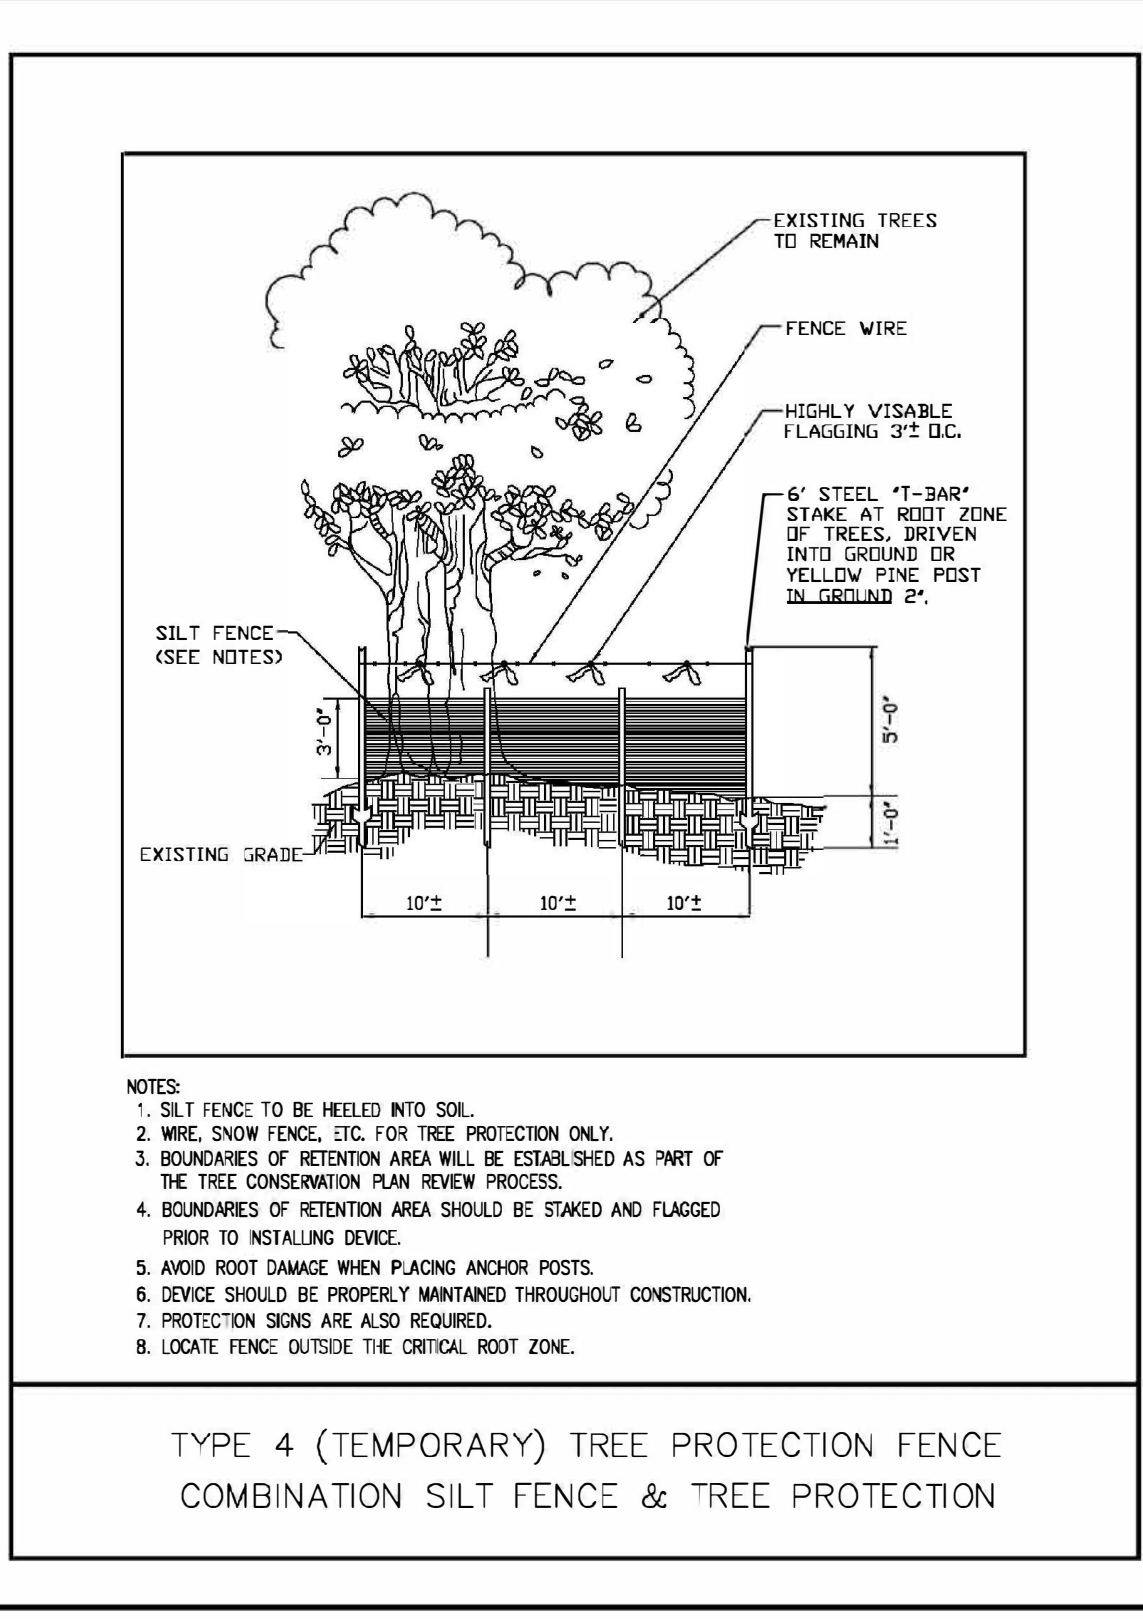 EXISTING TREES
TO REMAIN
FENCE WIRE
HIGHLY VISABLE
FLAGGING 3'± O.C.
6' STEEL "T-BAR"
STAKE AT ROOT ZONE
OF TREES, DRIVEN
INTO GROUND OR
YELLOW PINE POST
IN GROUND 2".
SILT FENCE
(SEE NOTES)
3'-0"
5'-0"
1'-0"
EXISTING GRADE
10'± 10'± 10'±
NOTES:
1. SILT FENCE TO BE HEELED INTO SOIL.
2. WIRE, SNOW FENCE, ETC. FOR TREE PROTECTION ONLY.
3. BOUNDARIES OF RETENTION AREA WILL BE ESTABLISHED AS PART OF
THE TREE CONSERVATION PLAN REVIEW PROCESS.
4. BOUNDARIES OF RETENTION AREA SHOULD BE STAKED AND FLAGGED
PRIOR TO INSTALLING DEVICE.
5. AVOID ROOT DAMAGE WHEN PLACING ANCHOR POSTS.
6. DEVICE SHOULD BE PROPERLY MAINTAINED THROUGHOUT CONSTRUCTION.
7. PROTECTION SIGNS ARE ALSO REQUIRED.
8. LOCATE FENCE OUTSIDE THE CRITICAL ROOT ZONE.
TYPE 4 (TEMPORARY) TREE PROTECTION FENCE
COMBINATION SILT FENCE & TREE PROTECTION